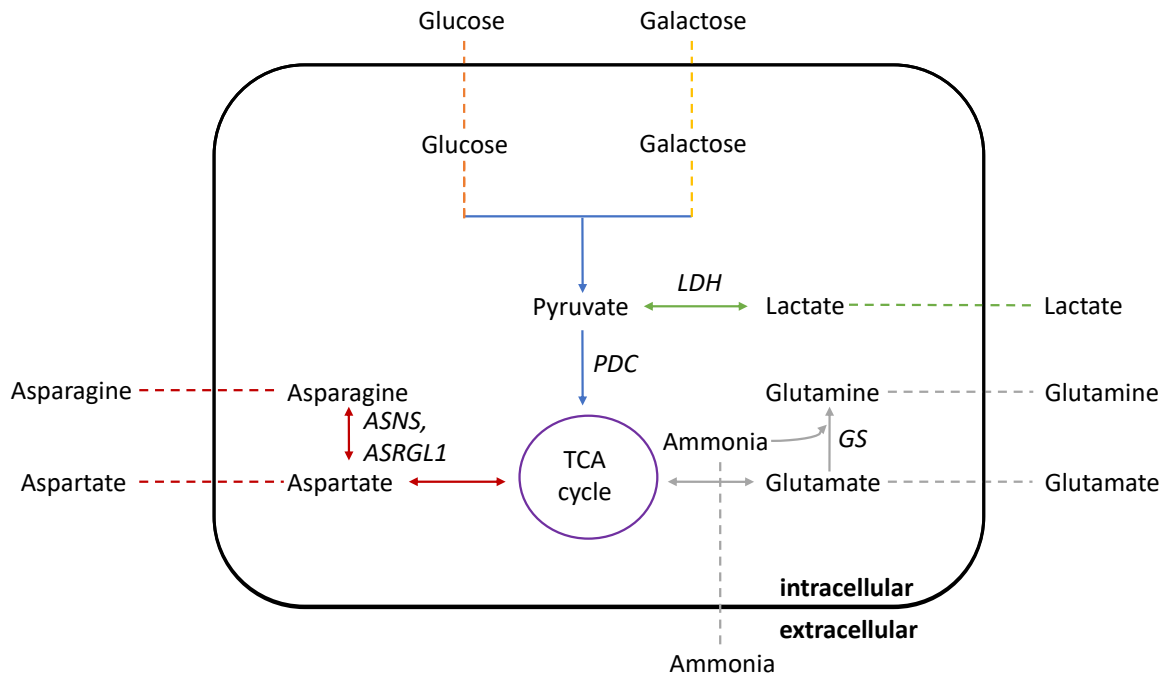 Glucose
Galactose
Glucose
Galactose
LDH
Pyruvate
Lactate
Lactate
PDC
Asparagine
Asparagine
Glutamine
Glutamine
ASNS,
ASRGL1
Ammonia
GS
TCA
cycle
Aspartate
Aspartate
Glutamate
Glutamate
intracellular
extracellular
Ammonia